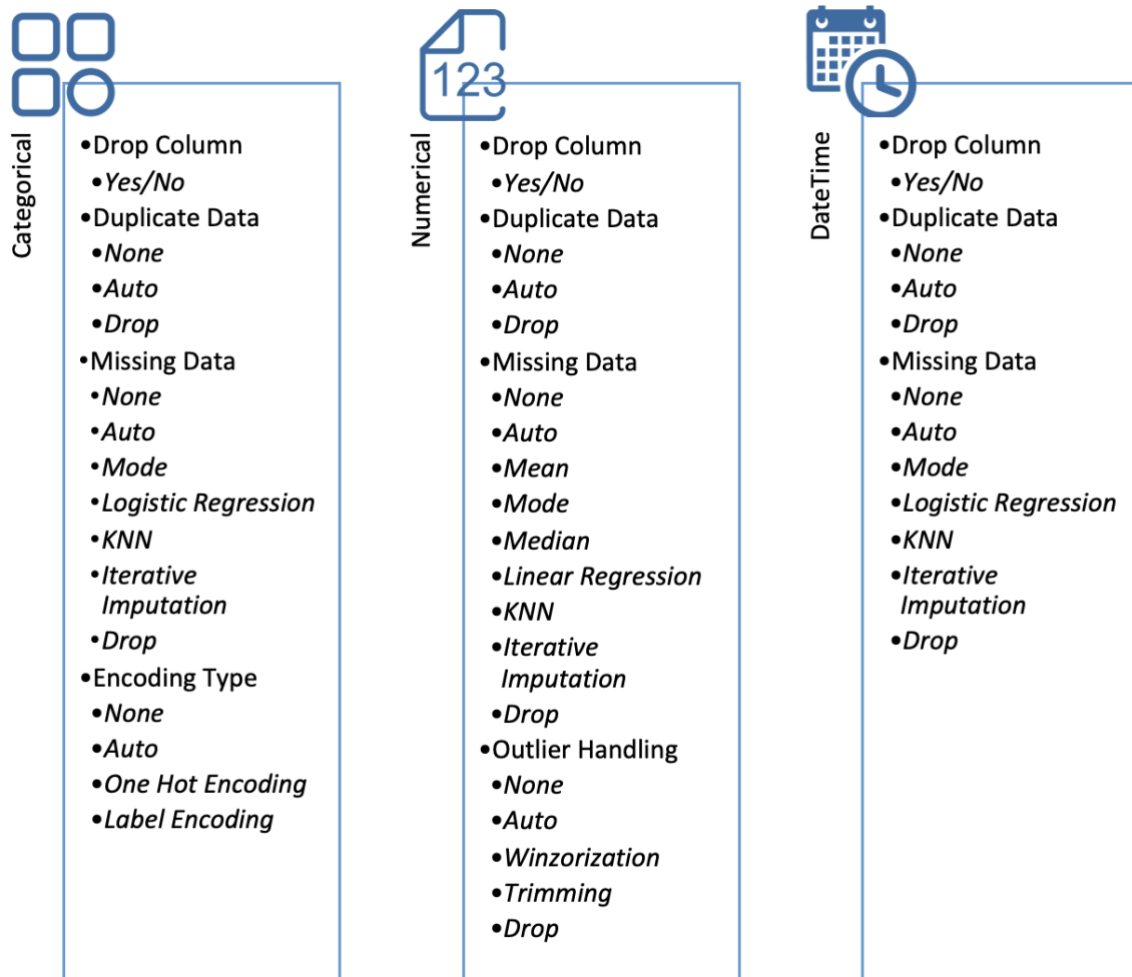 Categorical
•Drop Column
•Yes/No
•Duplicate Data
•None
•Auto
•Drop
•Missing Data
•None
•Auto
•Mode
•Logistic Regression
•KNN
•Iterative
Imputation
•Drop
•Encoding Type
•None
•Auto
•One Hot Encoding
•Label Encoding
123
Numerical
•Drop Column
•Yes/No
•Duplicate Data
•None
•Auto
•Drop
•Missing Data
•None
•Auto
•Mean
•Mode
•Median
•Linear Regression
•KNN
•Iterative
Imputation
•Drop
•Outlier Handling
•None
•Auto
•Winzorization
•Trimming
•Drop
DateTime
•Drop Column
•Yes/No
•Duplicate Data
•None
•Auto
•Drop
•Missing Data
•None
•Auto
•Mode
•Logistic Regression
•KNN
•Iterative
Imputation
•Drop